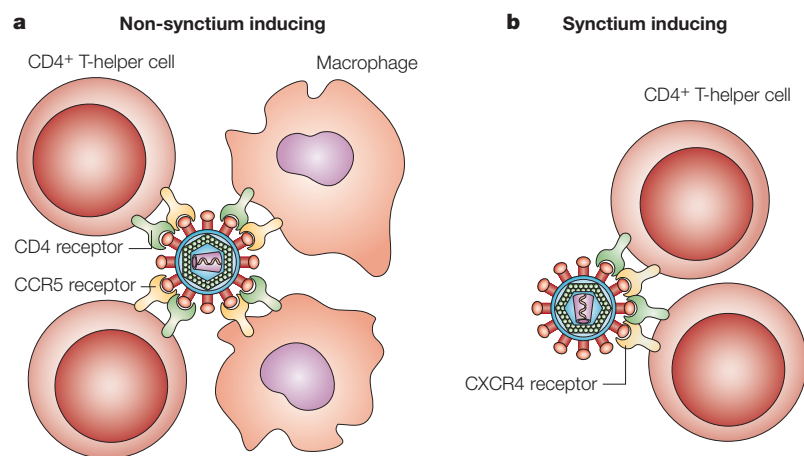 a Non-synctium inducing
CD4+ T-helper cell
Macrophage
CD4 receptor
CCR5 receptor
b Synctium inducing
CD4+ T-helper cell
CXCR4 receptor